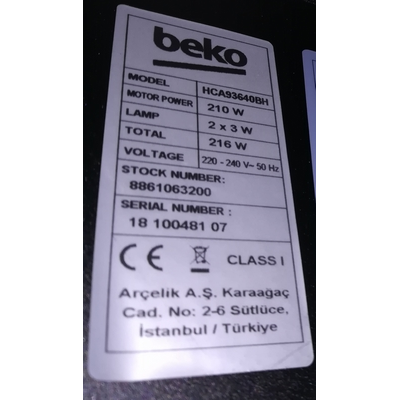 beko
MODEL HCA93640BH
MOTOR POWER 210 W
LAMP 2 x 3 W
TOTAL 216 W
VOLTAGE 220 - 240 V~ 50 Hz
STOCK NUMBER:
8861063200
SERIAL NUMBER :
18 100481 07
CE CLASS I
Arçelik A.Ş. Karaağaç
Cad. No: 2-6 Sütlüce,
İstanbul / Türkiye